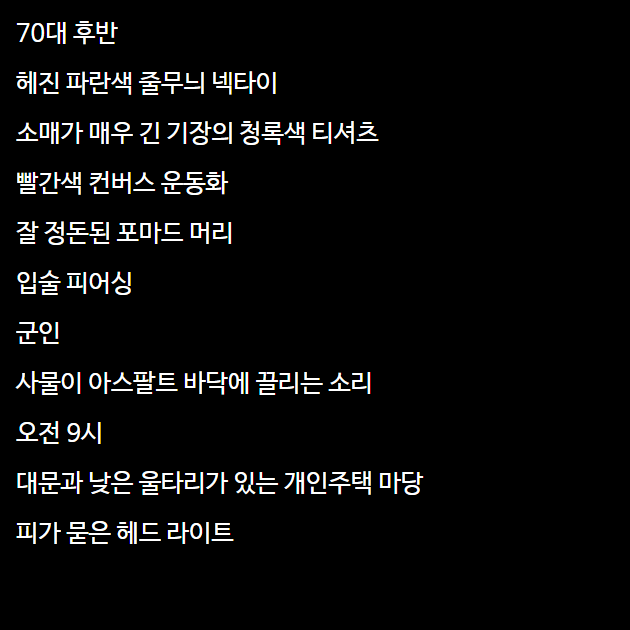 70대 후반
헤진 파란색 줄무늬 넥타이
소매가 매우 긴 기장의 청록색 티셔츠
빨간색 컨버스 운동화
잘 정돈된 포마드 머리
입술 피어싱
군인
사물이 아스팔트 바닥에 끌리는 소리
오전 9시
대문과 낮은 울타리가 있는 개인주택 마당
피가 묻은 헤드 라이트